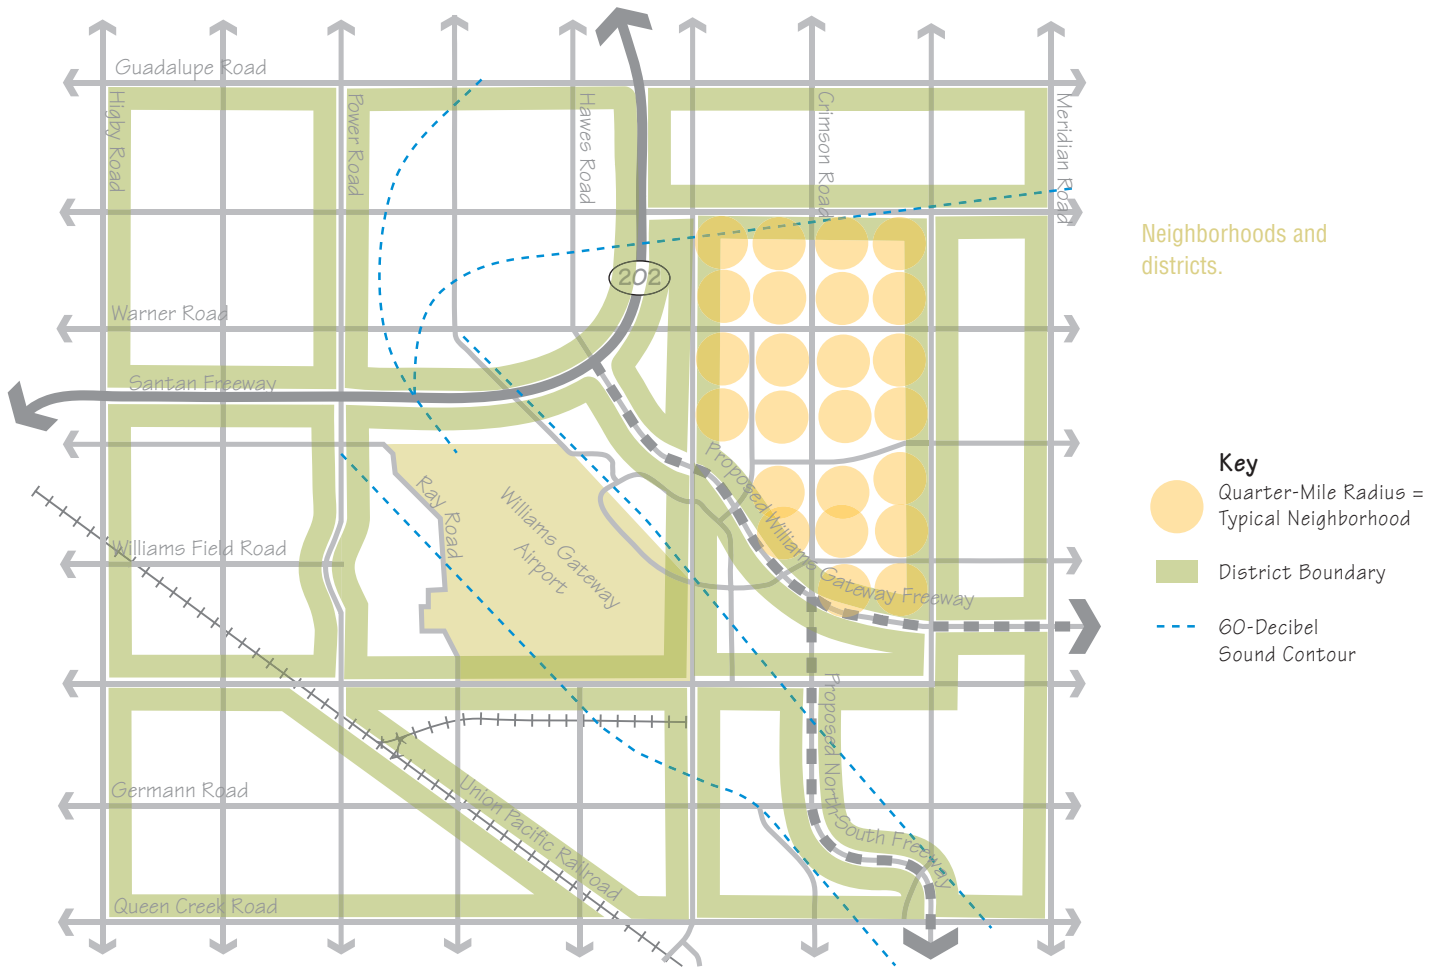 Guadalupe Road
Higby Road
Power Road
Hawes Road
Crimson Road
Meridian Road
Neighborhoods and
districts.
202
Warner Road
Santan Freeway
Key
Quarter-Mile Radius =
Typical Neighborhood
District Boundary
60-Decibel
Sound Contour
Ray Road
Williams Gateway
Airport
Proposed Williams Gateway Freeway
Williams Field Road
Proposed North-South Freeway
Germann Road
Union Pacific Railroad
Queen Creek Road